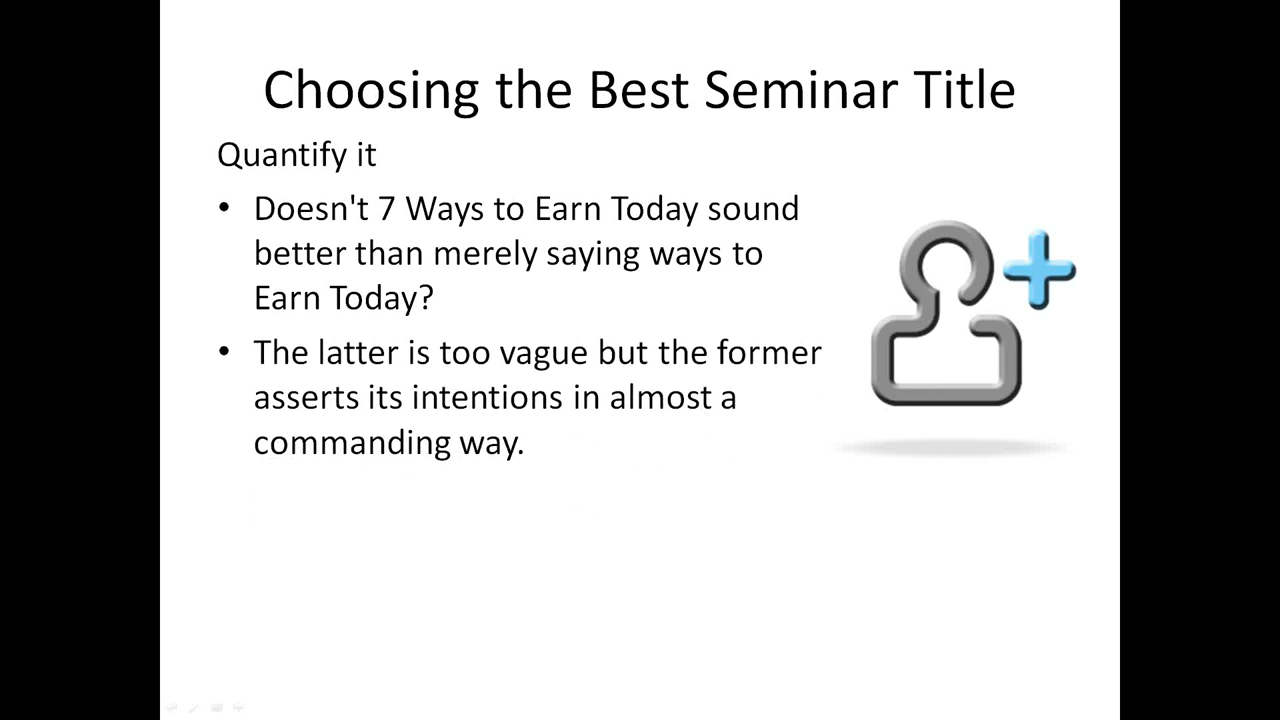 Choosing the Best Seminar Title
Quantify it
• Doesn't 7 Ways to Earn Today sound
better than merely saying ways to
Earn Today?
• The latter is too vague but the former
asserts its intentions in almost a
commanding way.